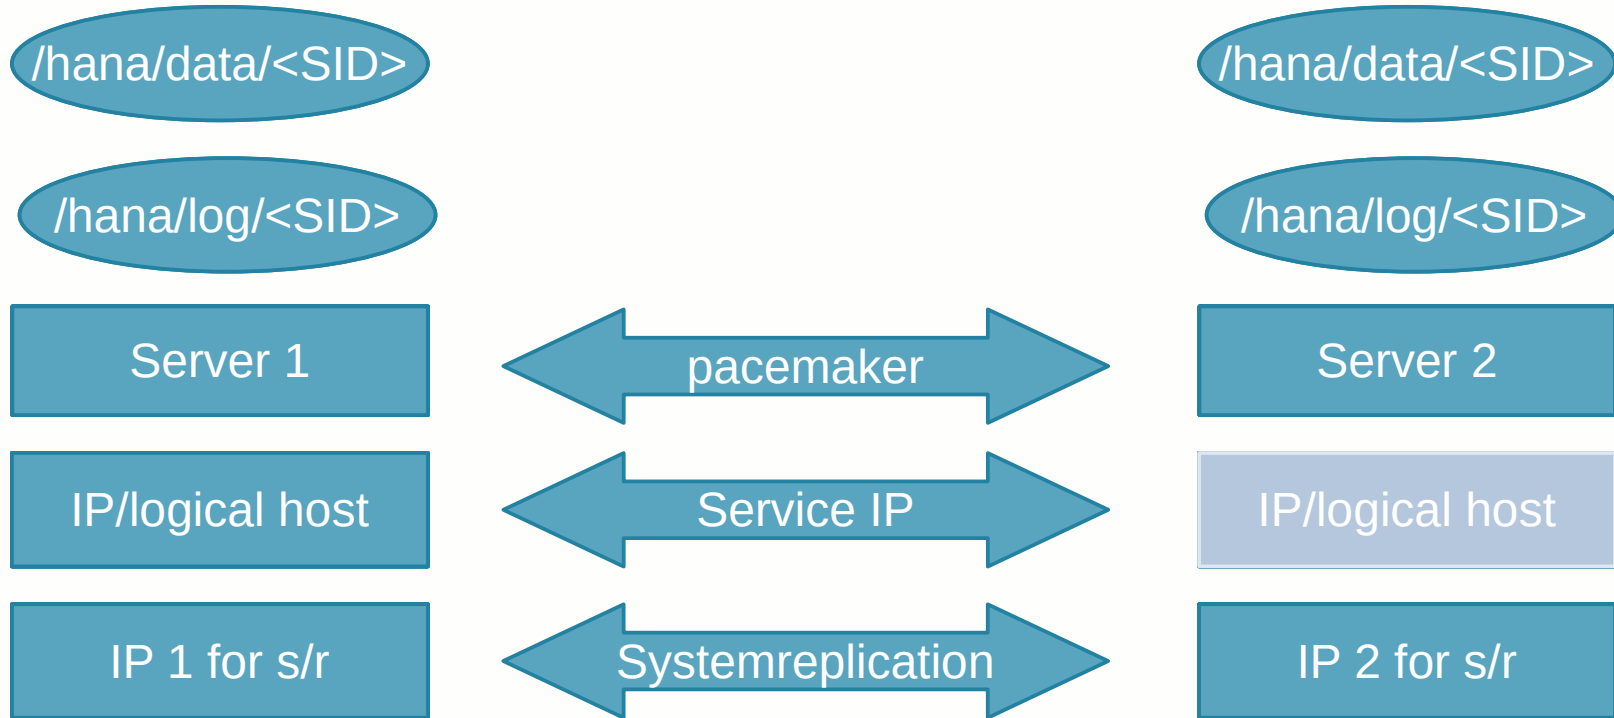 /hana/data/<SID>
/hana/data/<SID>
/hana/log/<SID>
/hana/log/<SID>
Server 1
pacemaker
Server 2
IP/logical host
Service IP
IP/logical host
IP 1 for s/r
Systemreplication
IP 2 for s/r